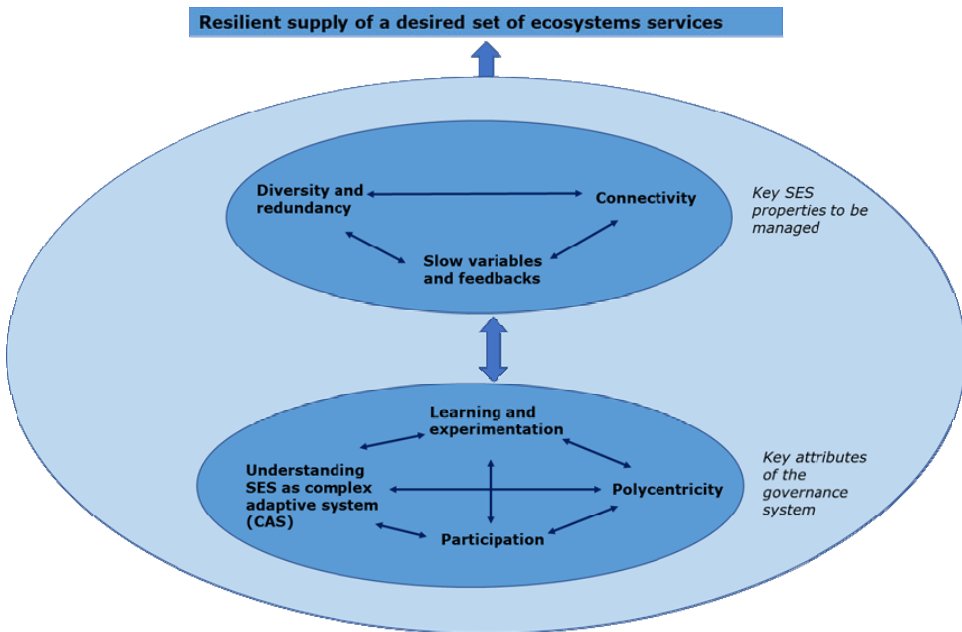 Resilient supply of a desired set of ecosystems services
Diversity and
redundancy
Connectivity
Slow variables
and feedbacks
Key SES
properties to be
managed
Learning and
experimentation
Understanding
SES as complex
adaptive system
(CAS)
Polycentricity
Participation
Key attributes
of the
governance
system